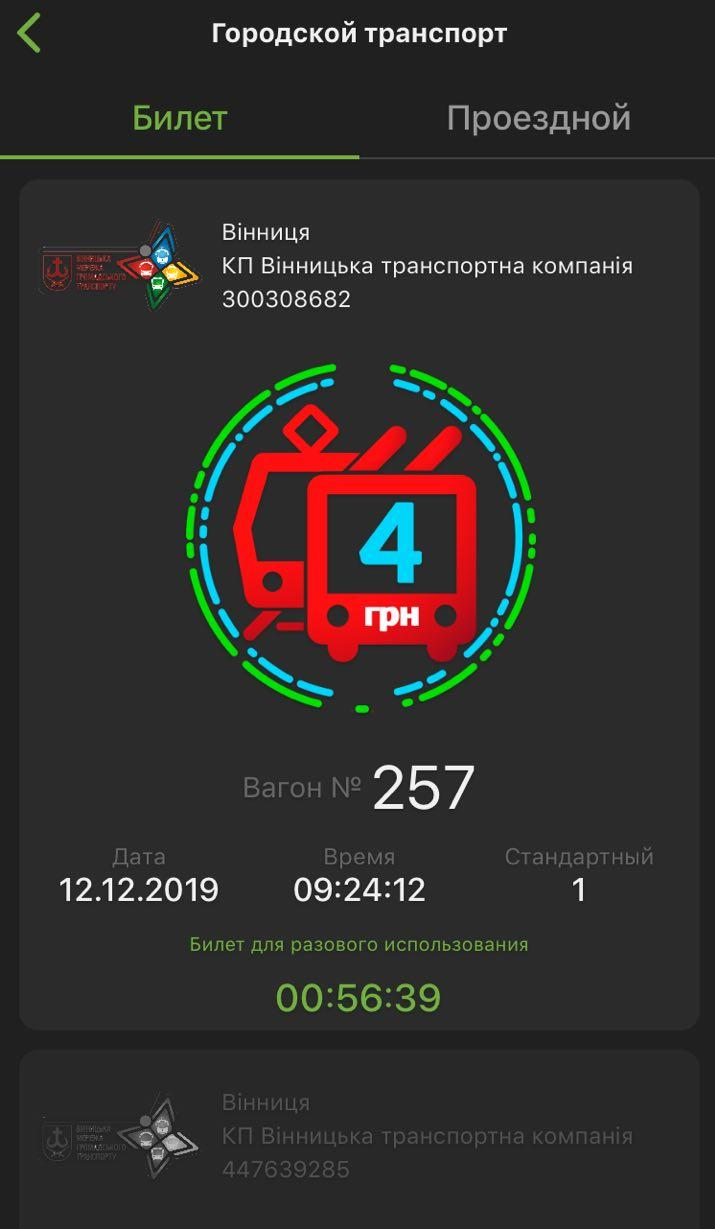 Городской транспорт
Билет
Проездной
ВІННИЦЬКА
МЕРЕЖА
ГРОМАДСЬКОГО
ТРАНСПОРТУ
Вінниця
КП Вінницька транспортна компанія
300308682
4
грн
Вагон № 257
Дата
Время
Стандартный
12.12.2019
09:24:12
1
Билет для разового использования
00:56:39
ВІННИЦЬКА
МЕРЕЖА
ГРОМАДСЬКОГО
ТРАНСПОРТУ
Вінниця
КП Вінницька транспортна компанія
447639285